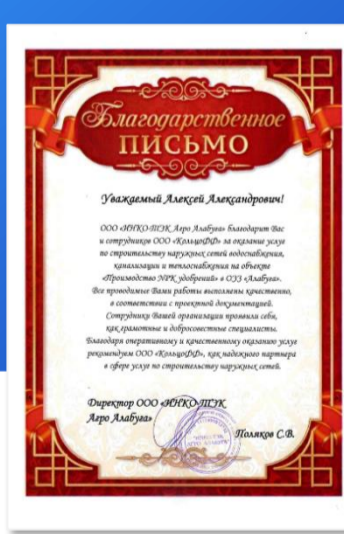 Благодарственное
ПИСЬМО
Уважаемый Алексей Александрович!
ООО «ИНКО-ТЭК Агро Алабуга» благодарит Вас
и сотрудников ООО «КольцоФФ» за оказание услуг
по строительству наружных сетей водоснабжения,
канализации и теплоснабжения на объекте
«Производство NPK удобрений» в ОЭЗ «Алабуга».
Все проводимые Вами работы выполнены качественно,
в соответствии с проектной документацией.
Сотрудники Вашей организации проявили себя,
как грамотные и добросовестные специалисты.
Благодаря оперативному и качественному оказанию услуг
рекомендуем ООО «КольцоФФ», как надежного партнера
в сфере услуг по строительству наружных сетей.
Директор ООО «ИНКО-ТЭК
Агро Алабуга»
Поляков С.В.